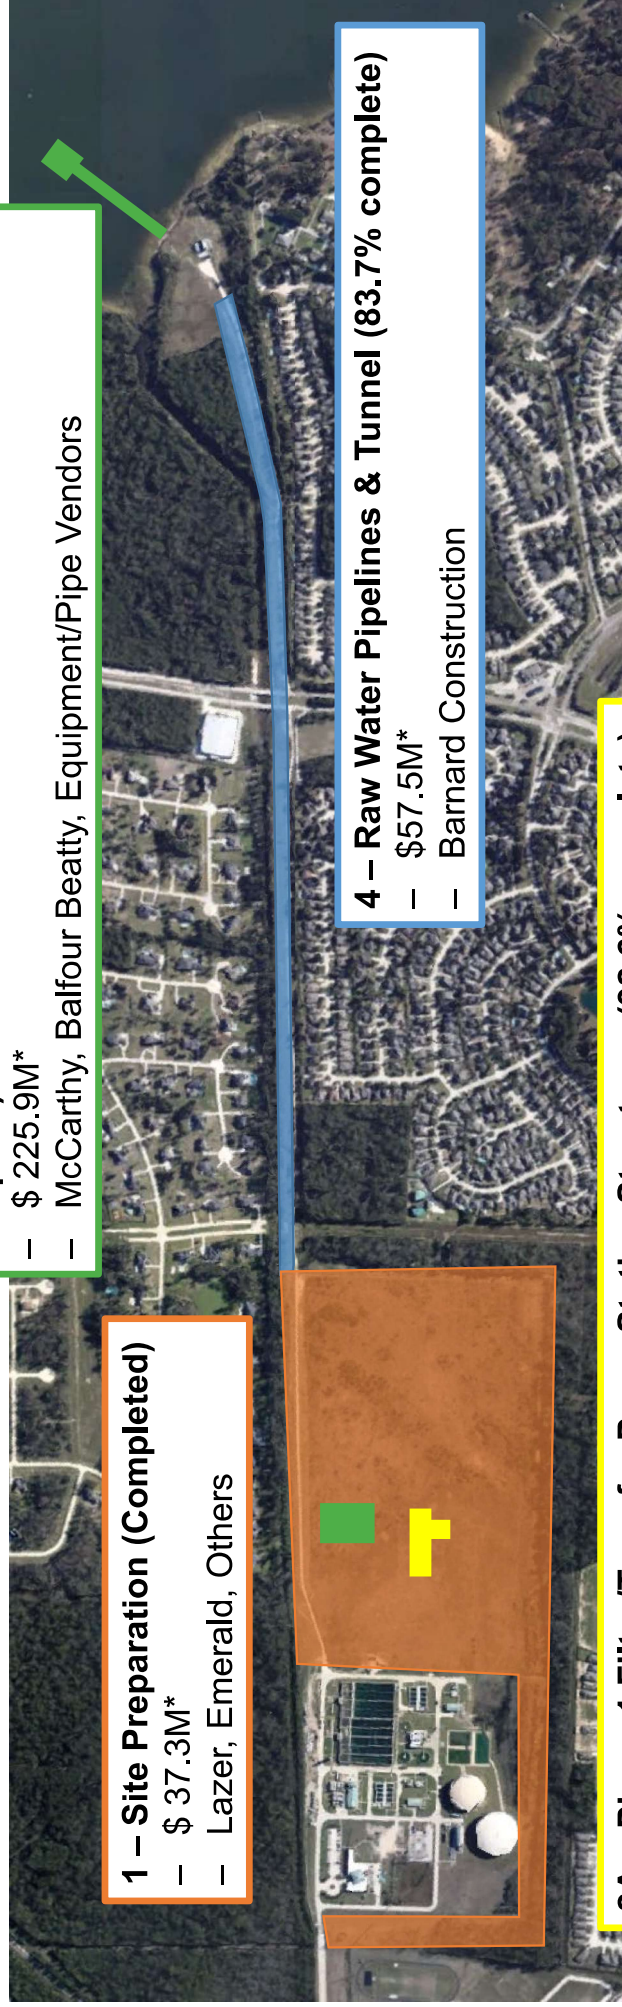 – $ 225.9M*
– McCarthy, Balfour Beatty, Equipment/Pipe Vendors
1 – Site Preparation (Completed)
– $ 37.3M*
– Lazer, Emerald, Others
4 – Raw Water Pipelines & Tunnel (83.7% complete)
– $57.5M*
– Barnard Construction